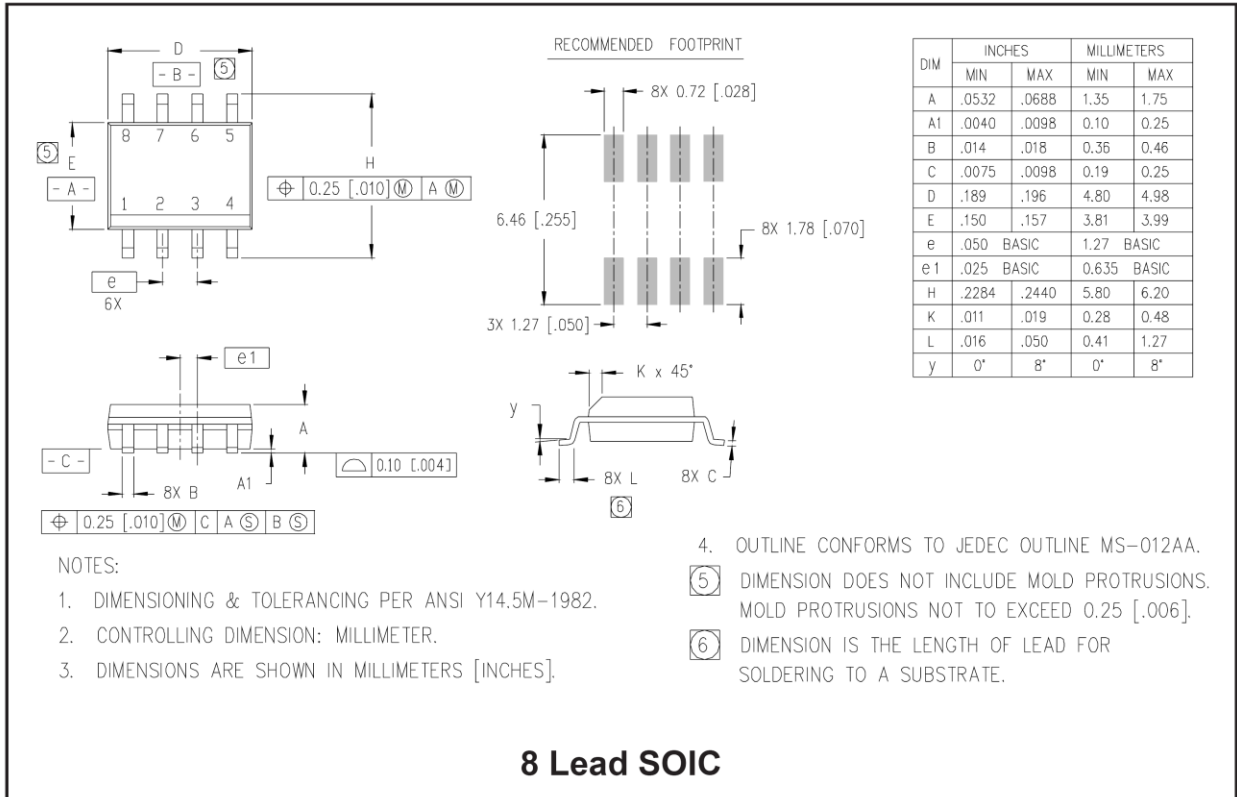 D
- B -
5
8 7 6 5
5
E
- A -
H
⌖ 0.25 [.010] Ⓜ A Ⓜ
1 2 3 4
e
6X
RECOMMENDED FOOTPRINT
8X 0.72 [.028]
6.46 [.255]
8X 1.78 [.070]
3X 1.27 [.050]
DIM INCHES MILLIMETERS
MIN MAX MIN MAX
A .0532 .0688 1.35 1.75
A1 .0040 .0098 0.10 0.25
B .014 .018 0.36 0.46
C .0075 .0098 0.19 0.25
D .189 .196 4.80 4.98
E .150 .157 3.81 3.99
e .050 BASIC 1.27 BASIC
e1 .025 BASIC 0.635 BASIC
H .2284 .2440 5.80 6.20
K .011 .019 0.28 0.48
L .016 .050 0.41 1.27
y 0° 8° 0° 8°
e1
A
- C -
8X B
A1
⌓ 0.10 [.004]
⌖ 0.25 [.010] Ⓜ C A Ⓢ B Ⓢ
K x 45°
y
8X L
6
8X C
NOTES:
1. DIMENSIONING & TOLERANCING PER ANSI Y14.5M-1982.
2. CONTROLLING DIMENSION: MILLIMETER.
3. DIMENSIONS ARE SHOWN IN MILLIMETERS [INCHES].
4. OUTLINE CONFORMS TO JEDEC OUTLINE MS-012AA.
5 DIMENSION DOES NOT INCLUDE MOLD PROTRUSIONS.
MOLD PROTRUSIONS NOT TO EXCEED 0.25 [.006].
6 DIMENSION IS THE LENGTH OF LEAD FOR
SOLDERING TO A SUBSTRATE.
8 Lead SOIC